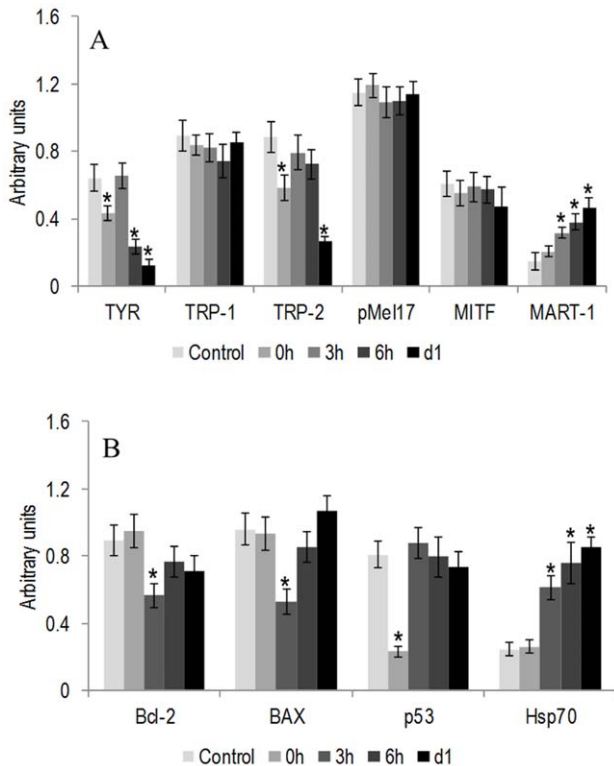 A
Arbitrary units
1.6
1.2
0.8
0.4
0
* * * * * * * *
TYR TRP-1 TRP-2 pMel17 MITF MART-1
Control 0h 3h 6h d1
B
Arbitrary units
1.6
1.2
0.8
0.4
0
* * * * * *
Bcl-2 BAX p53 Hsp70
Control 0h 3h 6h d1